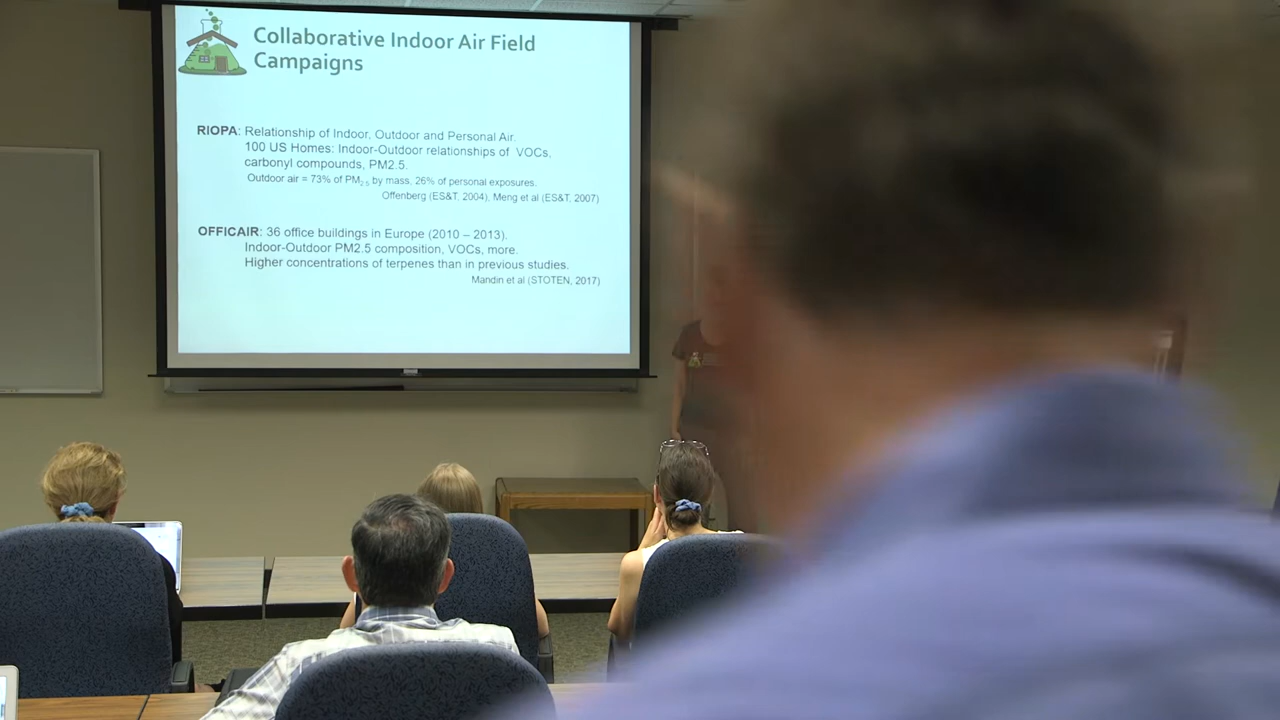 Collaborative Indoor Air Field
Campaigns
RIOPA: Relationship of Indoor, Outdoor and Personal Air.
100 US Homes: Indoor-Outdoor relationships of VOCs,
carbonyl compounds, PM2.5.
Outdoor air = 73% of PM2.5 by mass, 26% of personal exposures.
Offenberg (ES&T, 2004), Meng et al (ES&T, 2007)
OFFICAIR: 36 office buildings in Europe (2010 – 2013).
Indoor-Outdoor PM2.5 composition, VOCs, more.
Higher concentrations of terpenes than in previous studies.
Mandin et al (STOTEN, 2017)